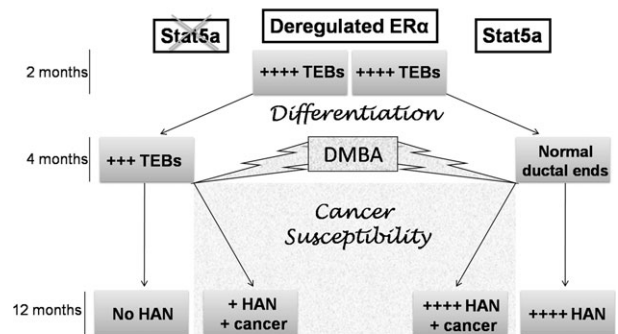 Stat5a
Deregulated ERα
Stat5a
2 months
++++ TEBs
++++ TEBs
Differentiation
4 months
+++ TEBs
DMBA
Normal
ductal ends
Cancer
Susceptibility
12 months
No HAN
+ HAN
+ cancer
++++ HAN
+ cancer
++++ HAN